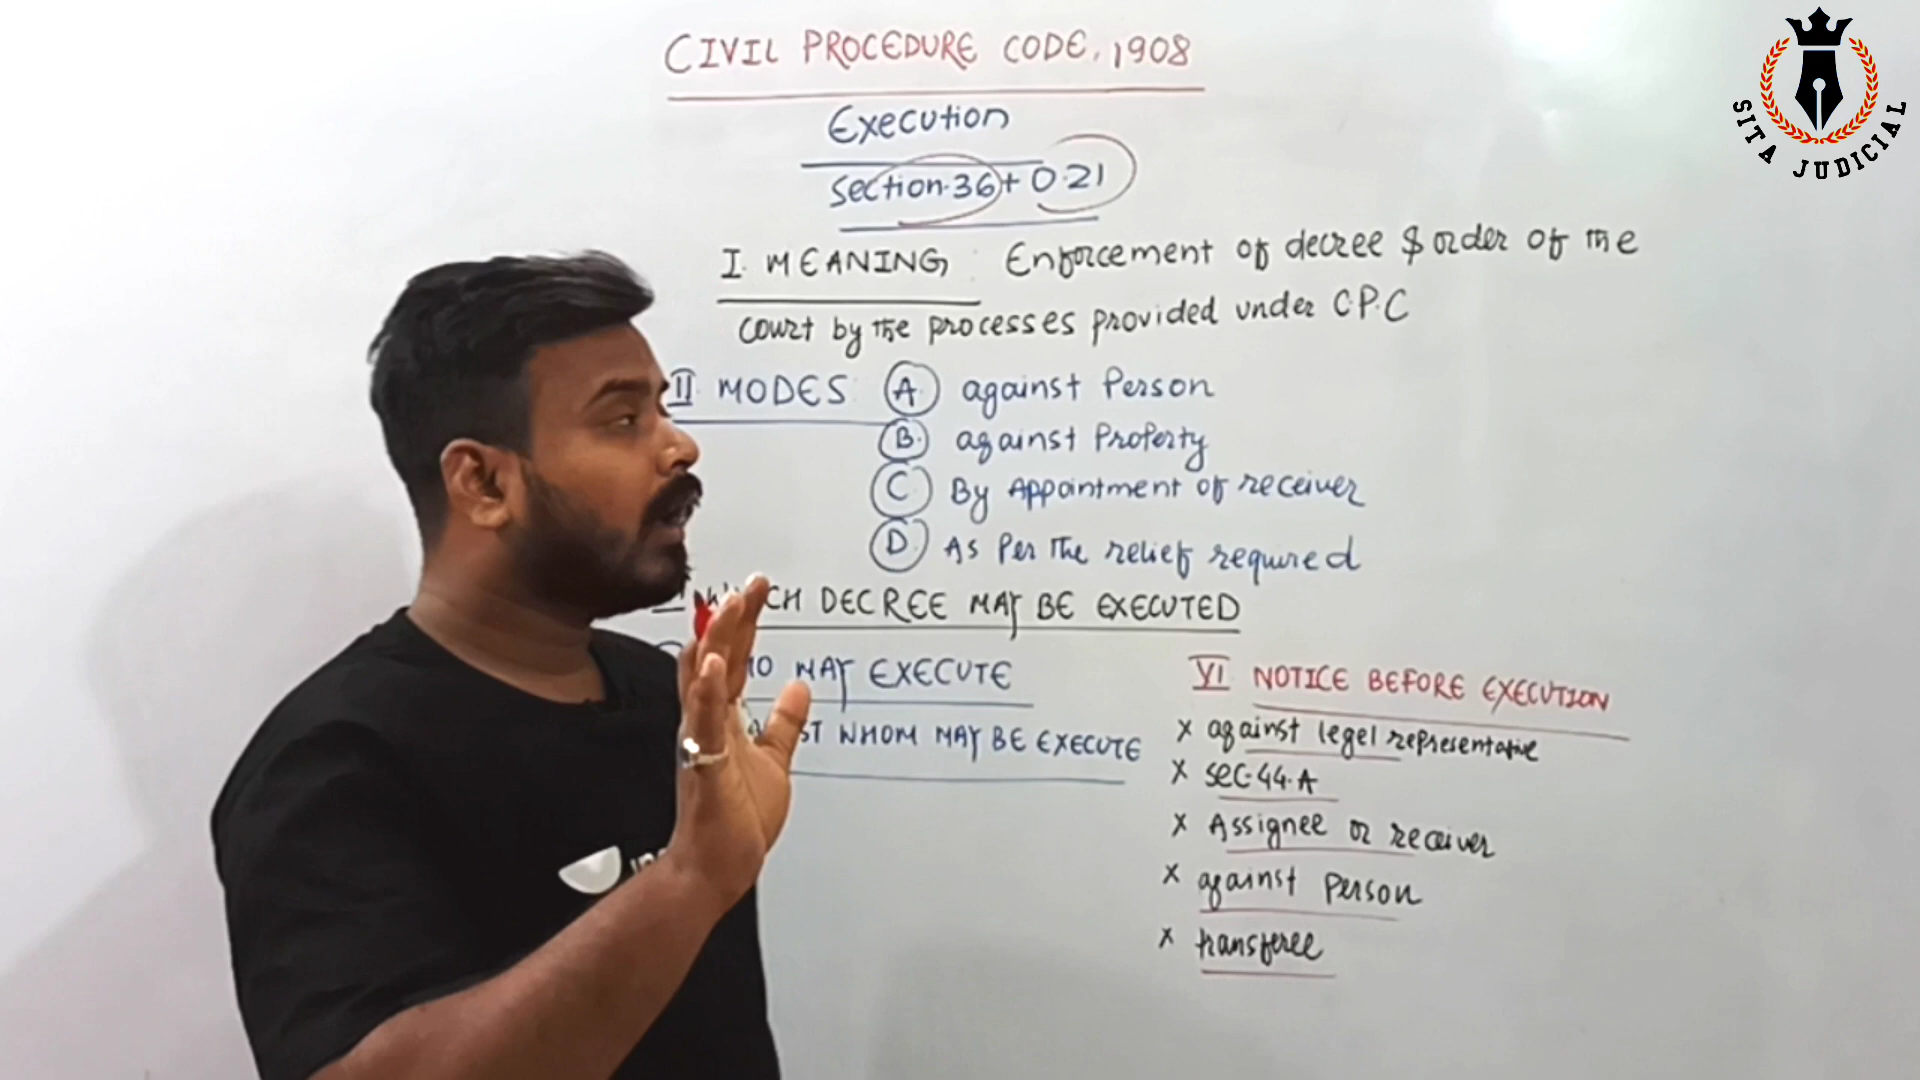 CIVIL PROCEDURE CODE, 1908
Execution
Section.36 + O.21
I. MEANING : Enforcement of decree & order of the
court by the processes provided under C.P.C
II. MODES : A against Person
B. against Property
C By Appointment of receiver
D. As Per The relief required
DECREE MAY BE EXECUTED
MAY EXECUTE
WHOM MAY BE EXECUTE
VI NOTICE BEFORE EXECUTION
x against legel representative
x Sec.44.A
x Assignee or receiver
x against Person
x transferee
SITA JUDICIAL